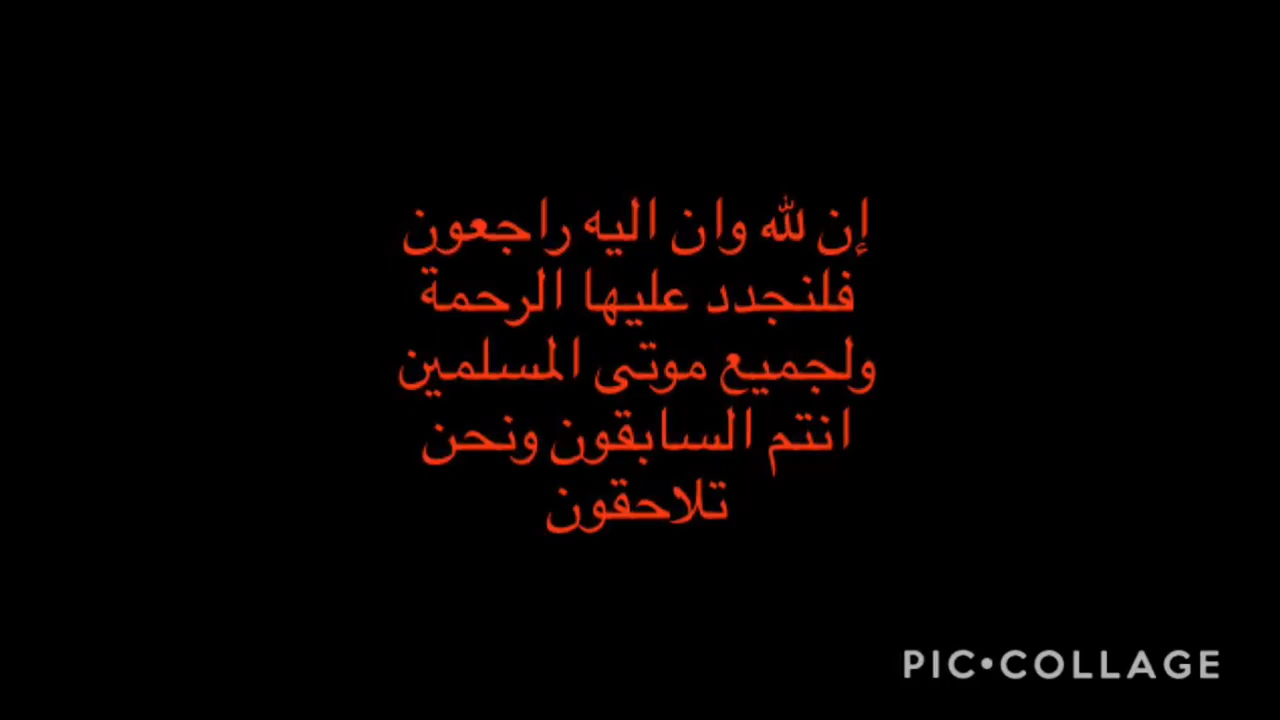 إن لله وان اليه راجعون
فلنجدد عليها الرحمة
ولجميع موتى المسلمين
انتم السابقون ونحن
تلاحقون
PIC•COLLAGE